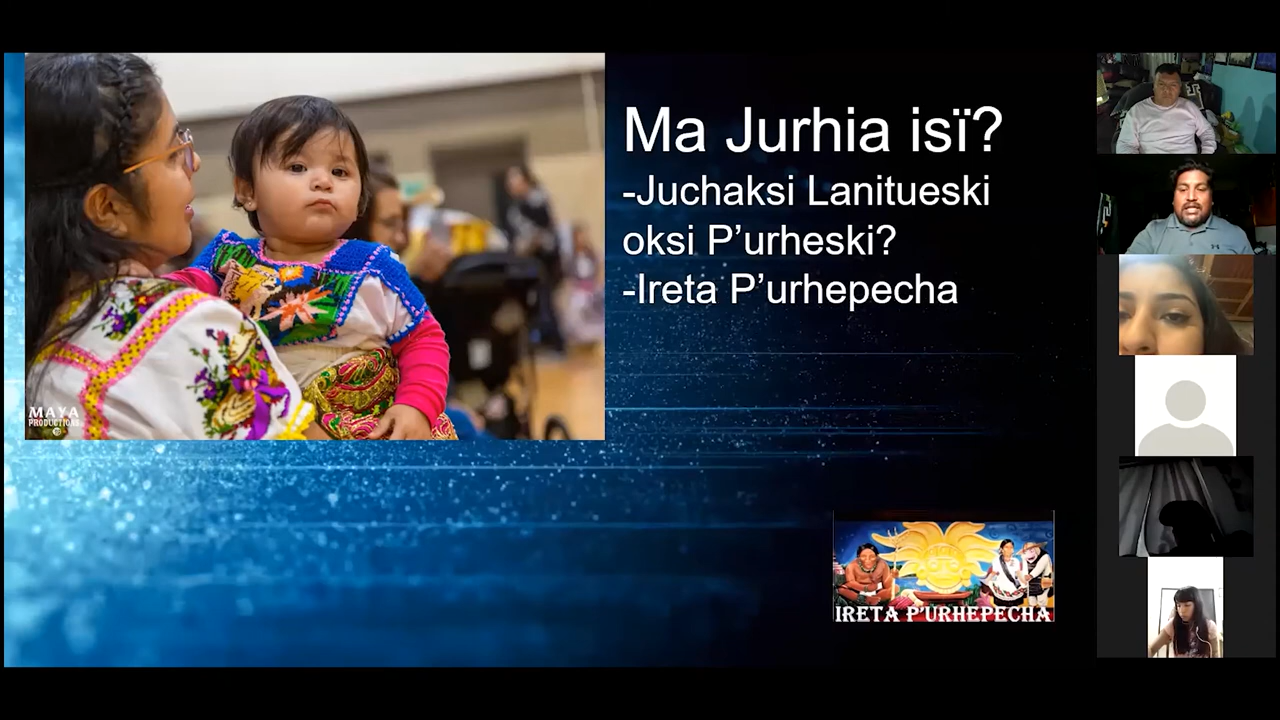 Ma Jurhia isï?
-Juchaksi Lanitueski
oksi P’urheski?
-Ireta P’urhepecha
MAYA
PRODUCTIONS
IRETA P'URHEPECHA